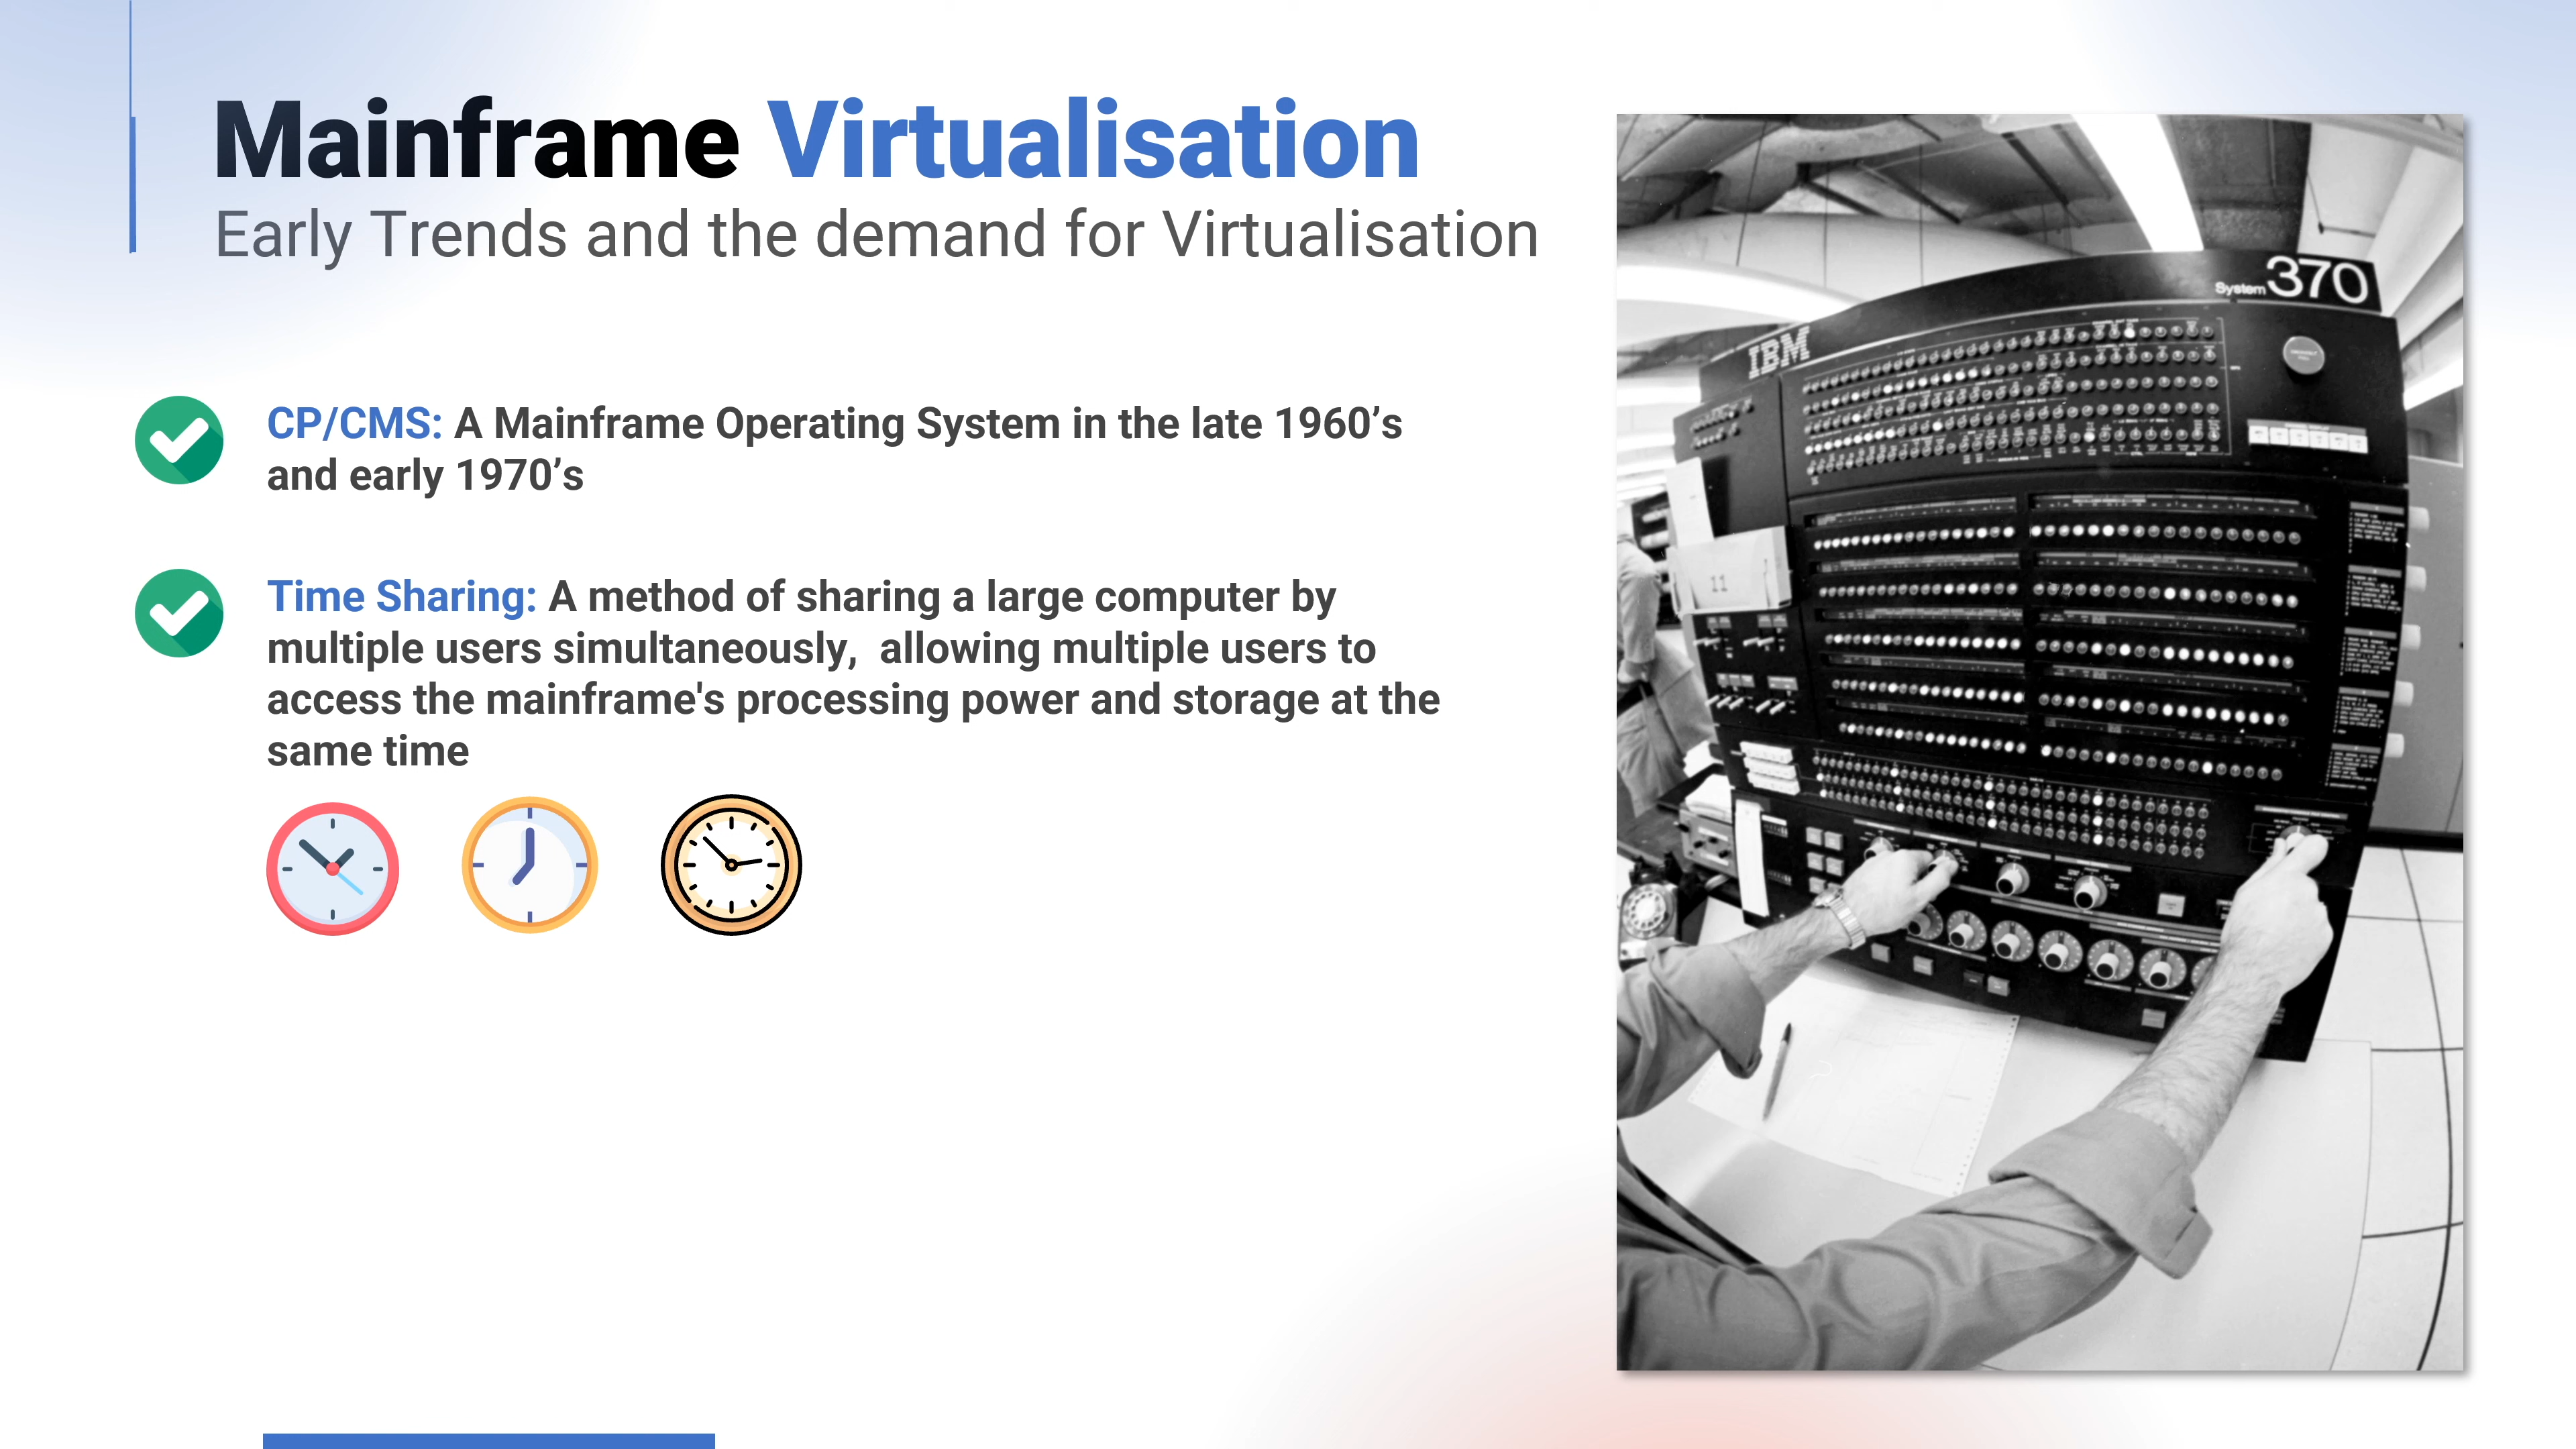 Mainframe Virtualisation
Early Trends and the demand for Virtualisation
CP/CMS: A Mainframe Operating System in the late 1960’s
and early 1970’s
Time Sharing: A method of sharing a large computer by
multiple users simultaneously,  allowing multiple users to
access the mainframe's processing power and storage at the
same time
System 370
IBM
11